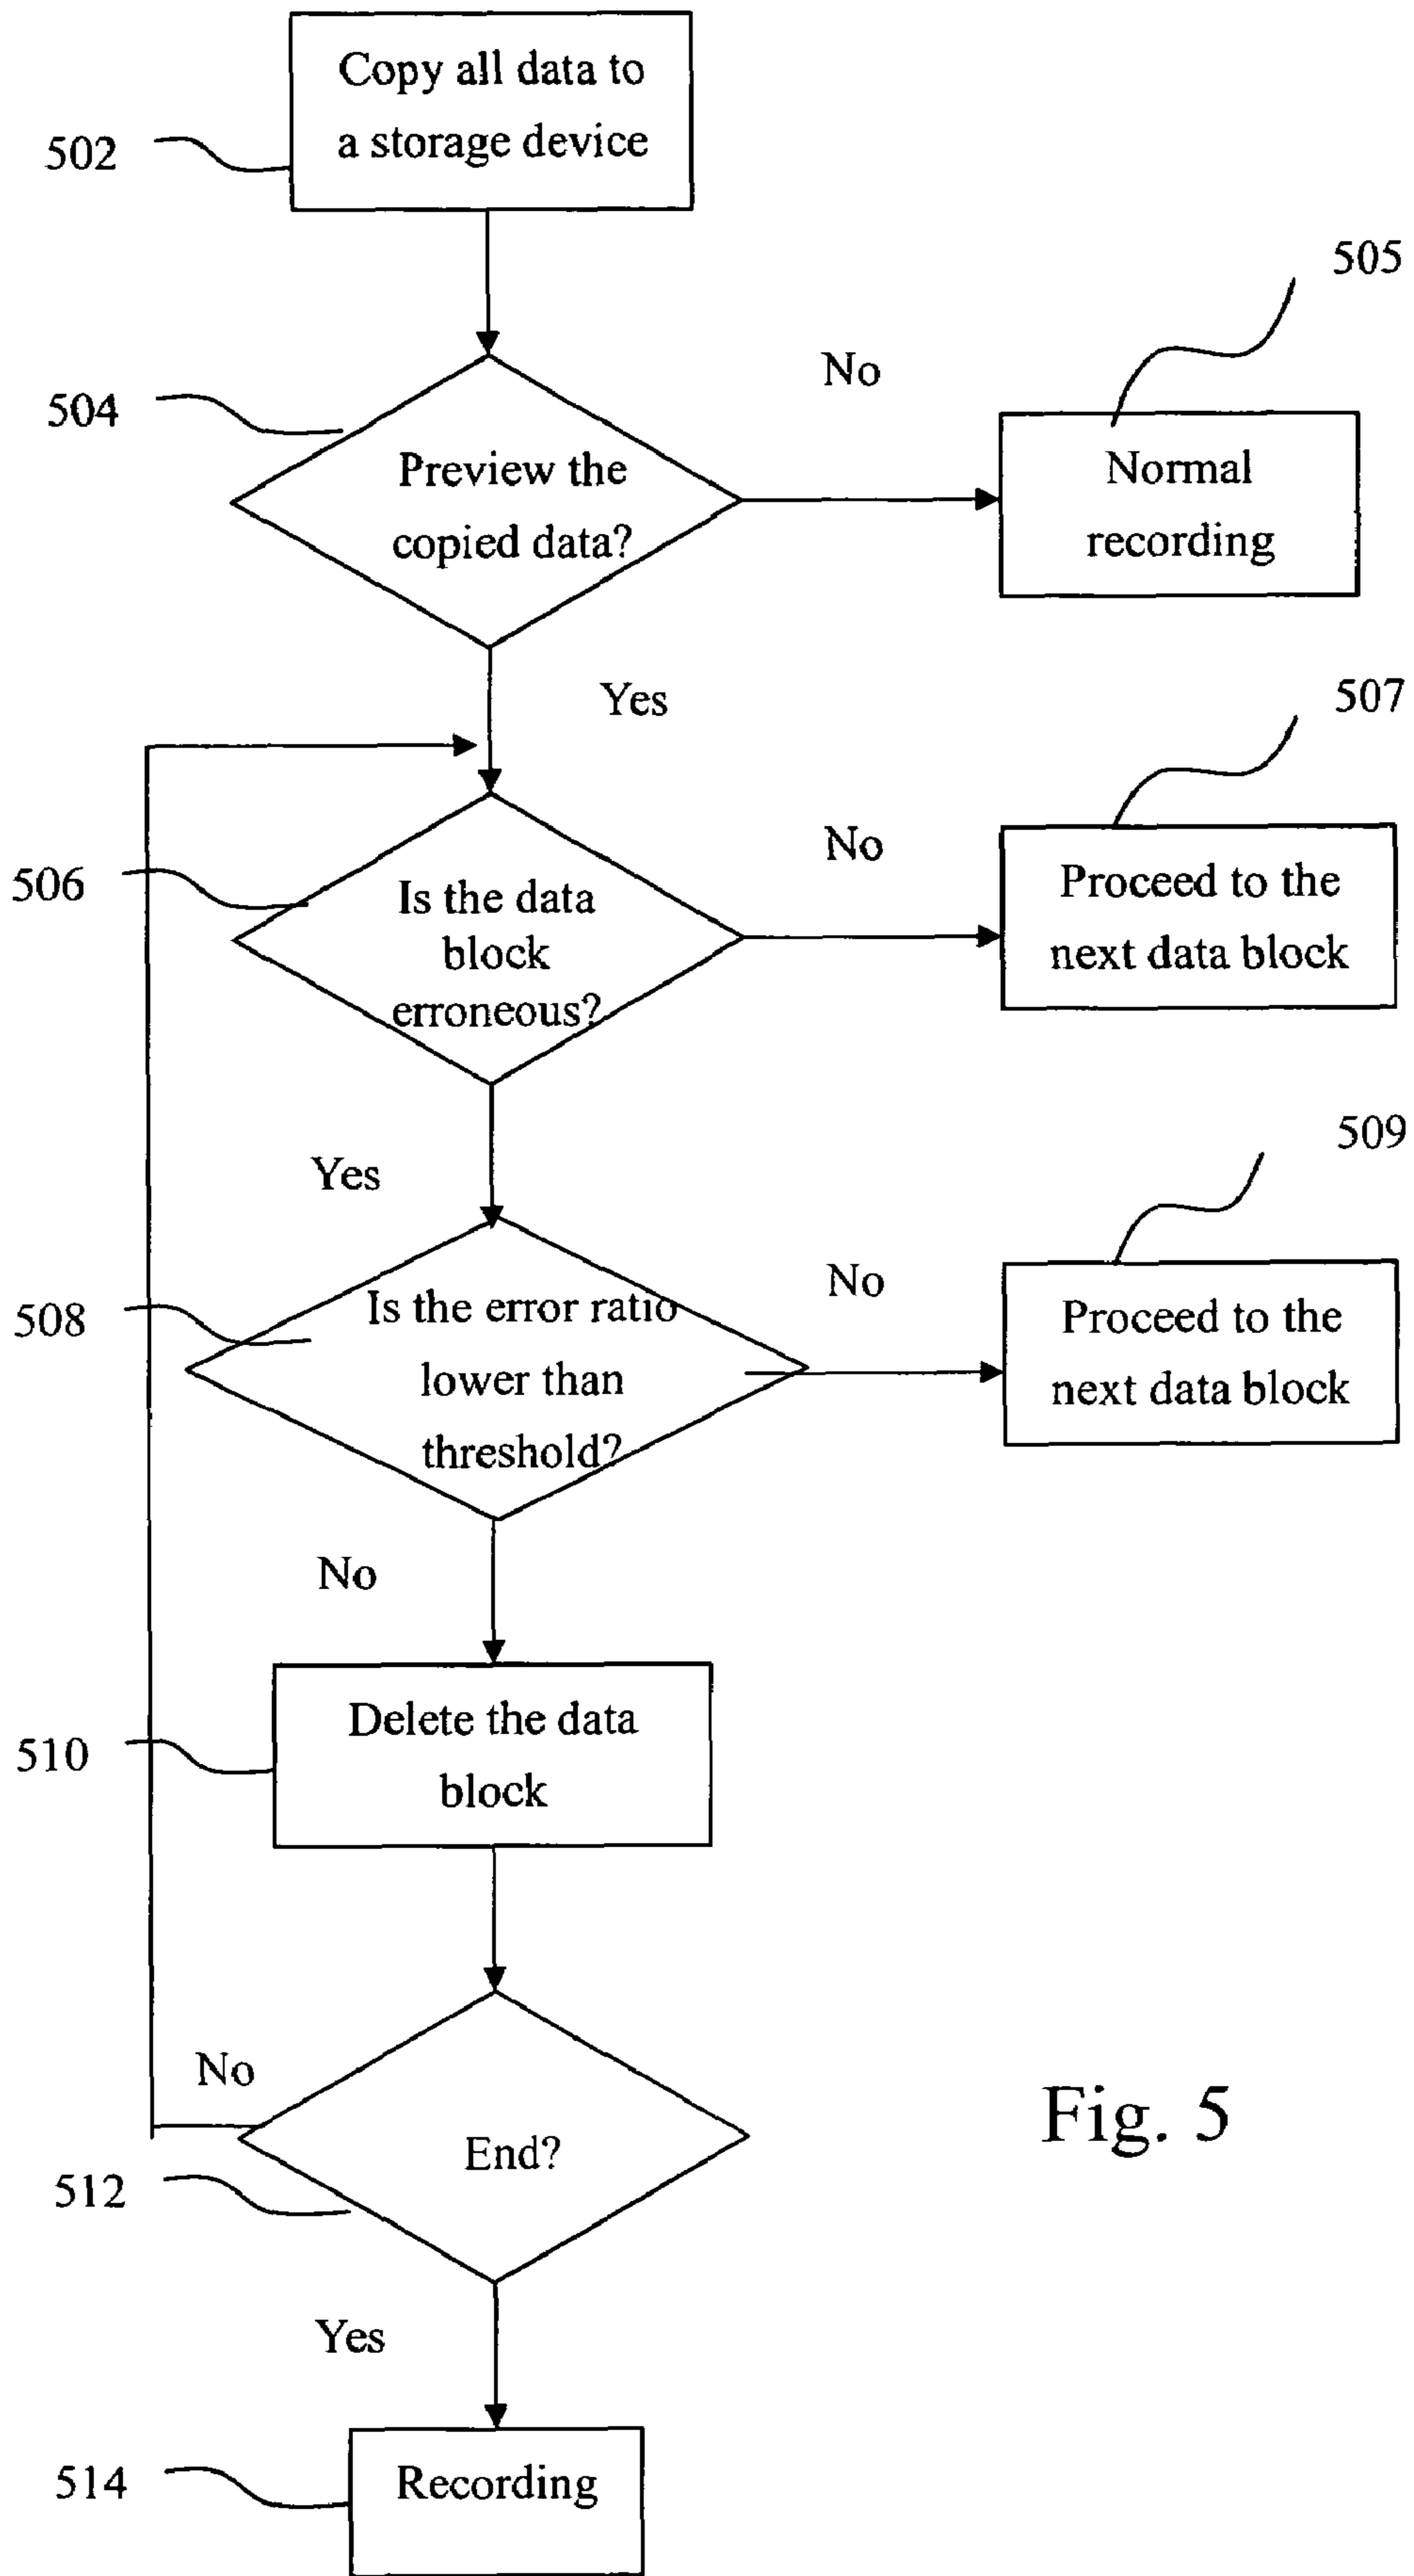 Copy all data to
a storage device
502
505
No
504
Preview the
copied data?
Normal
recording
Yes
507
No
506
Is the data
block
erroneous?
Proceed to the
next data block
Yes
509
No
508
Is the error ratio
lower than
threshold?
Proceed to the
next data block
No
510
Delete the data
block
No
End?
512
Fig. 5
Yes
514
Recording